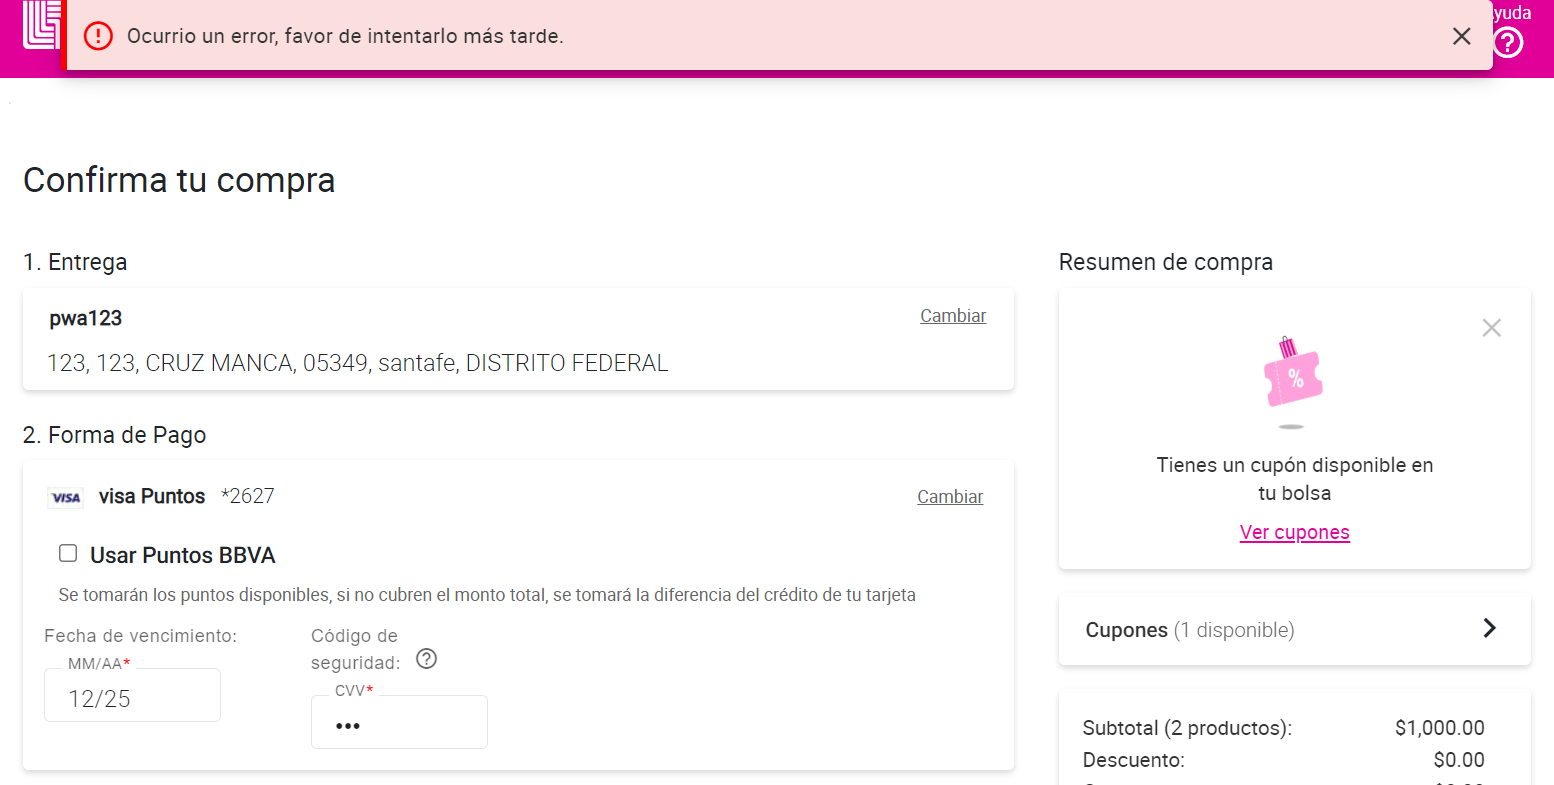 Ocurrio un error, favor de intentarlo más tarde.
yuda
Confirma tu compra
1. Entrega
pwa123
Cambiar
123, 123, CRUZ MANCA, 05349, santafe, DISTRITO FEDERAL
2. Forma de Pago
VISA visa Puntos *2627
Cambiar
Usar Puntos BBVA
Se tomarán los puntos disponibles, si no cubren el monto total, se tomará la diferencia del crédito de tu tarjeta
Fecha de vencimiento:
MM/AA*
12/25
Código de
seguridad:
CVV*
•••
Resumen de compra
%
Tienes un cupón disponible en
tu bolsa
Ver cupones
Cupones (1 disponible)
Subtotal (2 productos): $1,000.00
Descuento: $0.00